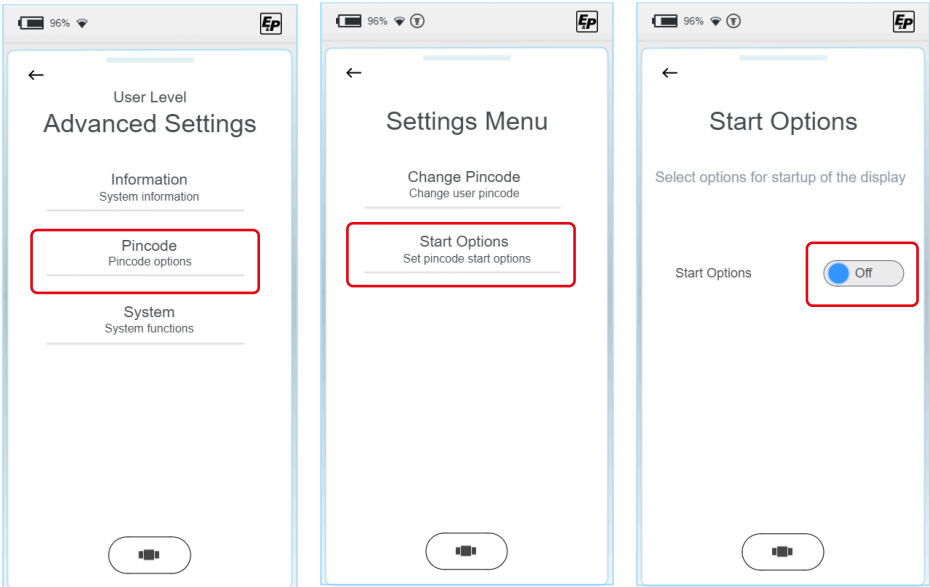 96%
EP
User Level
Advanced Settings
Information
System information
Pincode
Pincode options
System
System functions
96%
EP
Settings Menu
Change Pincode
Change user pincode
Start Options
Set pincode start options
96%
EP
Start Options
Select options for startup of the display
Start Options
Off